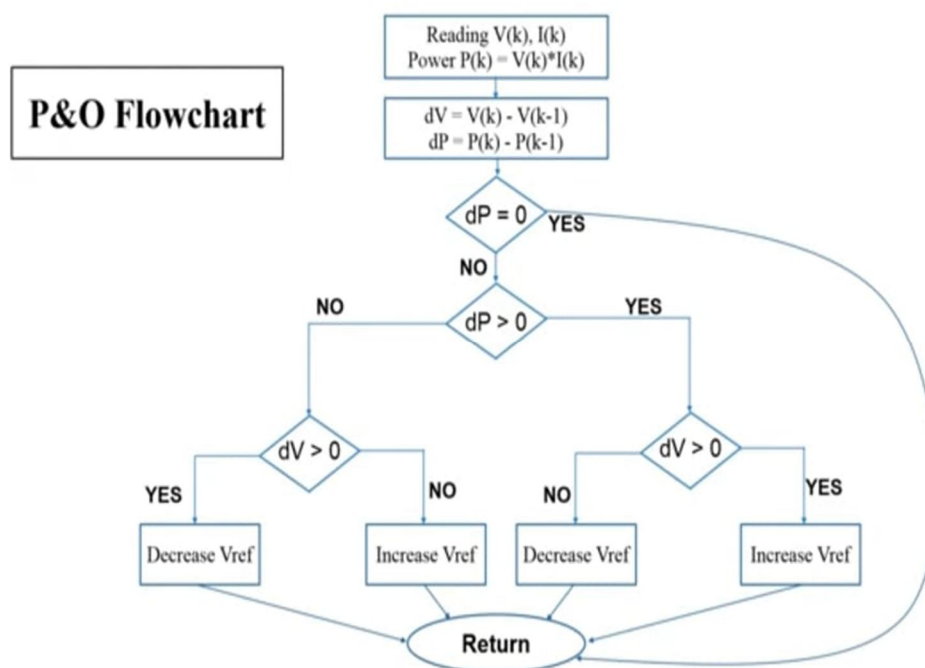 P&O Flowchart
Reading V(k), I(k)
Power P(k) = V(k)*I(k)
dV = V(k) - V(k-1)
dP = P(k) - P(k-1)
dP = 0
YES
NO
dP > 0
NO
YES
dV > 0
dV > 0
YES
NO
NO
YES
Decrease Vref
Increase Vref
Decrease Vref
Increase Vref
Return